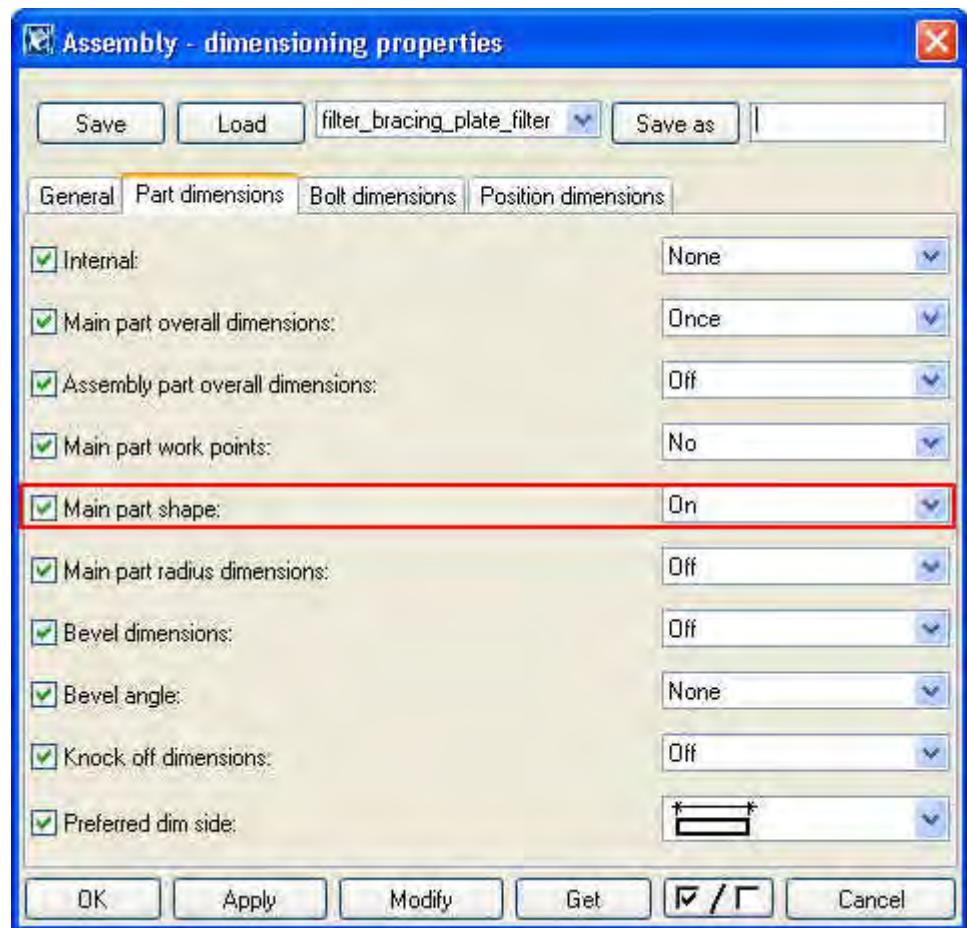 Assembly - dimensioning properties
Save Load filter_bracing_plate_filter Save as
General Part dimensions Bolt dimensions Position dimensions
Internal: None
Main part overall dimensions: Once
Assembly part overall dimensions: Off
Main part work points: No
Main part shape: On
Main part radius dimensions: Off
Bevel dimensions: Off
Bevel angle: None
Knock off dimensions: Off
Preferred dim side:
OK Apply Modify Get / Cancel